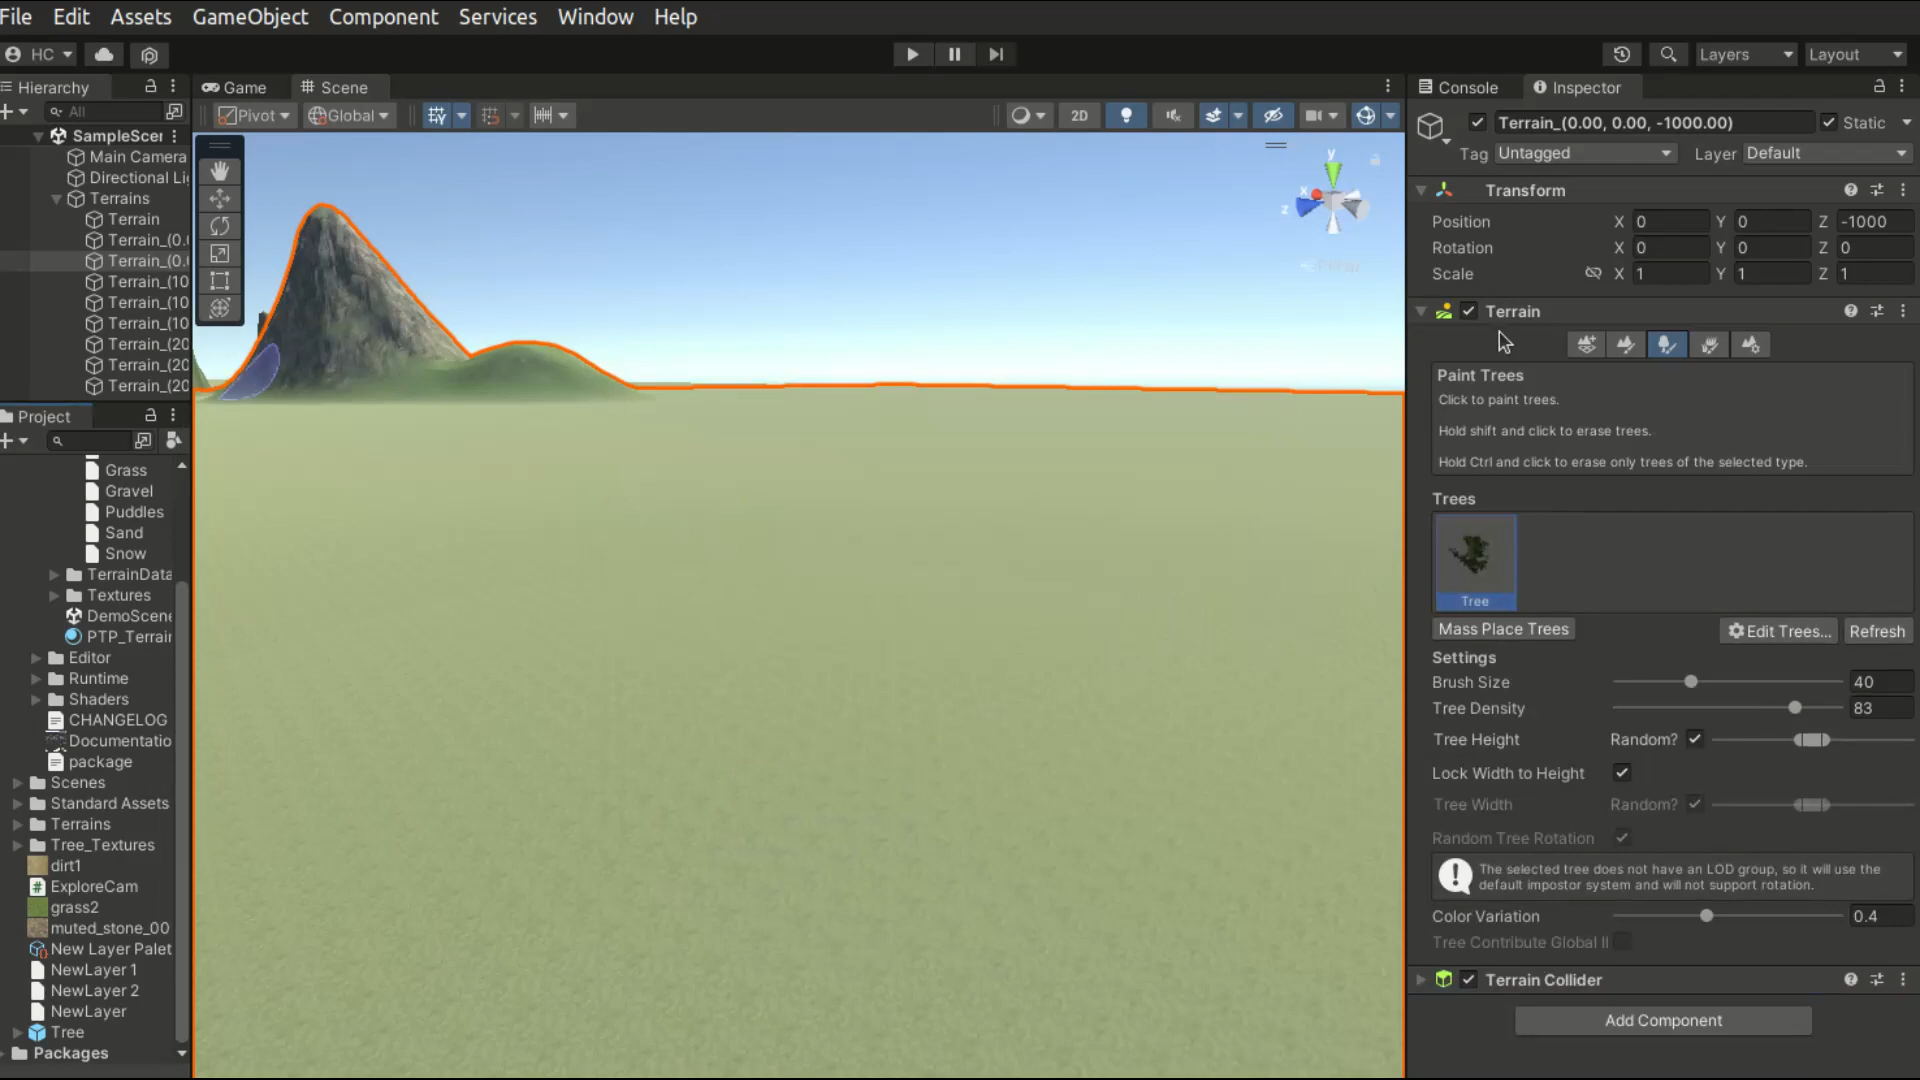 File Edit Assets GameObject Component Services Window Help
HC
Layers Layout
Hierarchy
All
SampleScer
Main Camera
Directional Li
Terrains
Terrain
Terrain_(0.
Terrain_(0.
Terrain_(10
Terrain_(10
Terrain_(10
Terrain_(20
Terrain_(20
Terrain_(20
Project
Grass
Gravel
Puddles
Sand
Snow
TerrainData
Textures
DemoScene
PTP_Terrair
Editor
Runtime
Shaders
CHANGELOG
Documentatio
package
Scenes
Standard Assets
Terrains
Tree_Textures
dirt1
ExploreCam
grass2
muted_stone_00
New Layer Palet
NewLayer 1
NewLayer 2
NewLayer
Tree
Packages
Game Scene
Pivot Global 2D
y
x
z
Persp
Console Inspector
Terrain_(0.00, 0.00, -1000.00) Static
Tag Untagged Layer Default
Transform
Position X 0 Y 0 Z -1000
Rotation X 0 Y 0 Z 0
Scale X 1 Y 1 Z 1
Terrain
Paint Trees
Click to paint trees.
Hold shift and click to erase trees.
Hold Ctrl and click to erase only trees of the selected type.
Trees
Tree
Mass Place Trees Edit Trees... Refresh
Settings
Brush Size 40
Tree Density 83
Tree Height Random?
Lock Width to Height
Tree Width Random?
Random Tree Rotation
The selected tree does not have an LOD group, so it will use the
default impostor system and will not support rotation.
Color Variation 0.4
Tree Contribute Global Il
Terrain Collider
Add Component